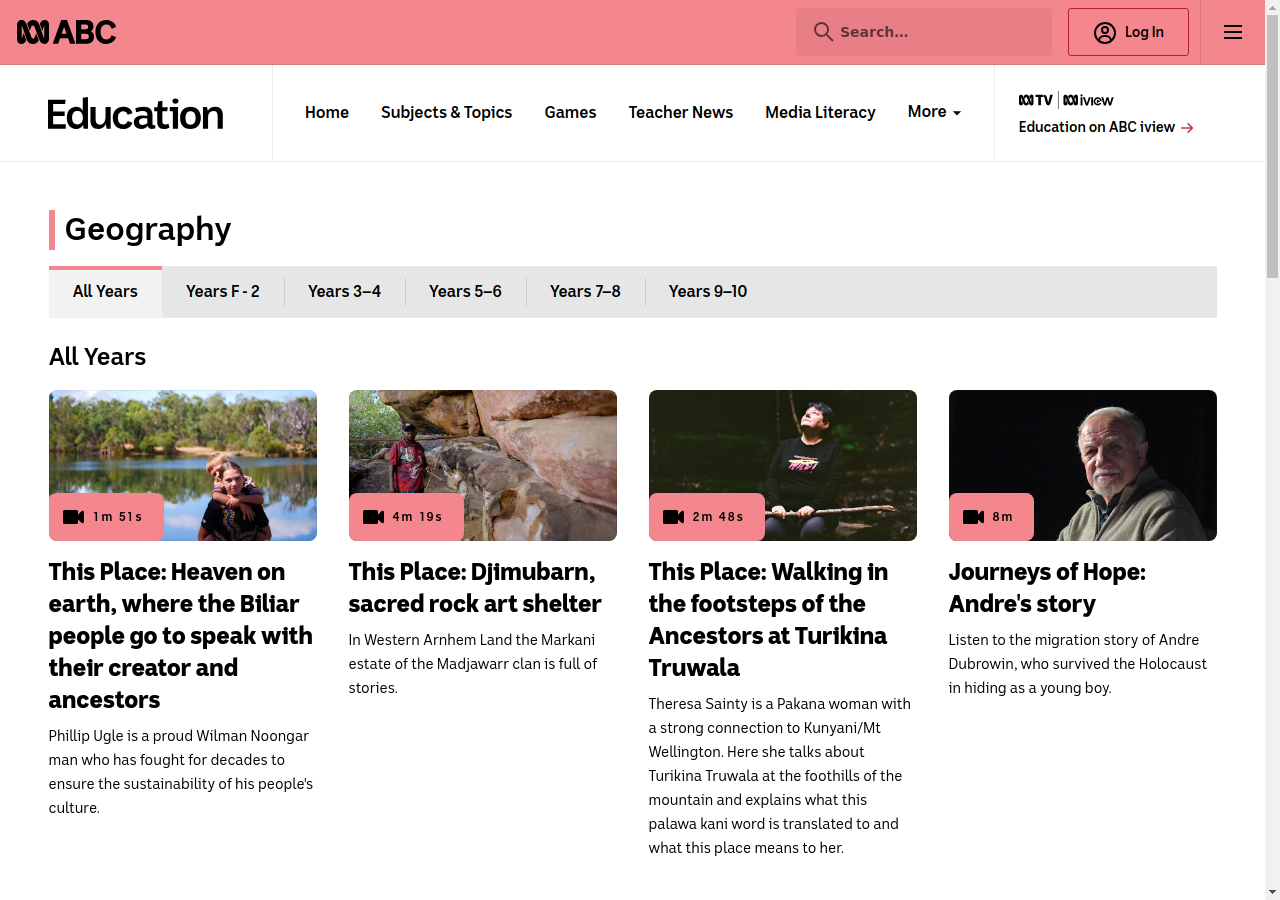 ABC
Search...
Log In
Education
Home
Subjects & Topics
Games
Teacher News
Media Literacy
More
TV | iview
Education on ABC iview →
Geography
All Years
Years F - 2
Years 3–4
Years 5–6
Years 7–8
Years 9–10
All Years
1m 51s
This Place: Heaven on
earth, where the Biliar
people go to speak with
their creator and
ancestors
Phillip Ugle is a proud Wilman Noongar
man who has fought for decades to
ensure the sustainability of his people's
culture.
4m 19s
This Place: Djimubarn,
sacred rock art shelter
In Western Arnhem Land the Markani
estate of the Madjawarr clan is full of
stories.
2m 48s
This Place: Walking in
the footsteps of the
Ancestors at Turikina
Truwala
Theresa Sainty is a Pakana woman with
a strong connection to Kunyani/Mt
Wellington. Here she talks about
Turikina Truwala at the foothills of the
mountain and explains what this
palawa kani word is translated to and
what this place means to her.
8m
Journeys of Hope:
Andre's story
Listen to the migration story of Andre
Dubrowin, who survived the Holocaust
in hiding as a young boy.